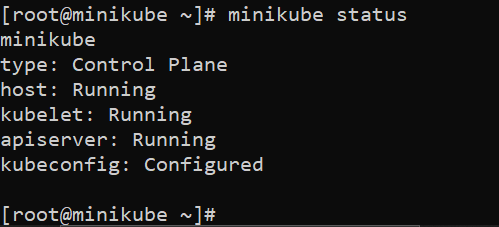 [root@minikube ~]# minikube status
minikube
type: Control Plane
host: Running
kubelet: Running
apiserver: Running
kubeconfig: Configured
[root@minikube ~]#